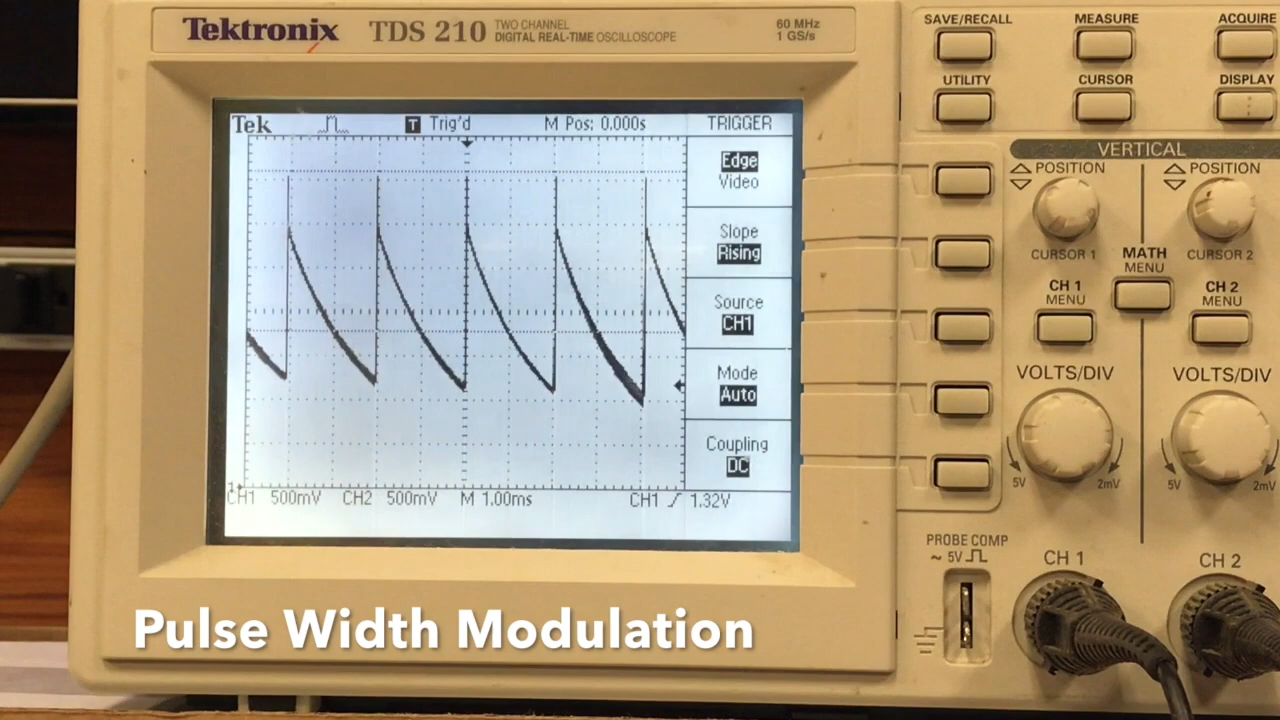 Tektronix TDS 210 TWO CHANNEL DIGITAL REAL-TIME OSCILLOSCOPE
60 MHz
1 GS/s
Tek T Trig'd M Pos: 0.000s TRIGGER
Edge
Video
Slope
Rising
Source
CH1
Mode
Auto
Coupling
DC
1
CH1 500mV CH2 500mV M 1.00ms CH1 1.32V
SAVE/RECALL MEASURE ACQUIRE
UTILITY CURSOR DISPLAY
VERTICAL
POSITION POSITION
CURSOR 1 CURSOR 2
MATH
MENU
CH 1
MENU
CH 2
MENU
VOLTS/DIV VOLTS/DIV
5V 2mV 5V 2mV
PROBE COMP
~ 5V
CH 1 CH 2
Pulse Width Modulation